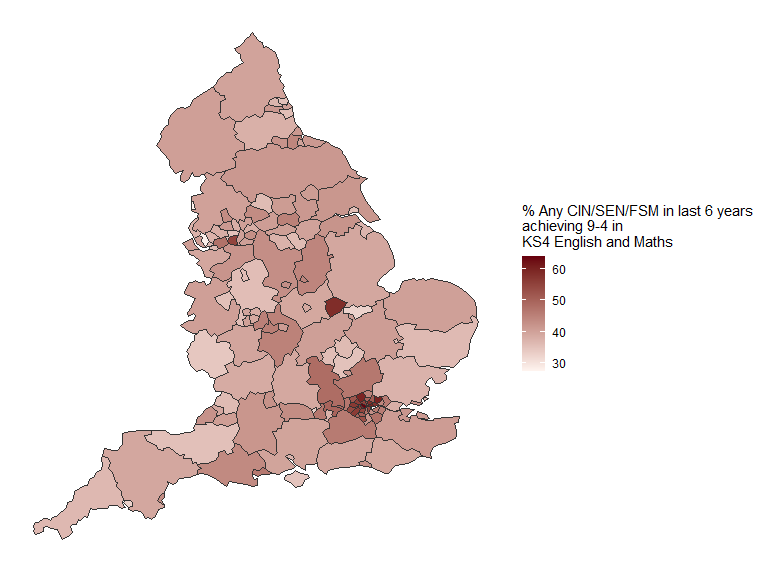 % Any CIN/SEN/FSM in last 6 years
achieving 9-4 in
KS4 English and Maths
60
50
40
30